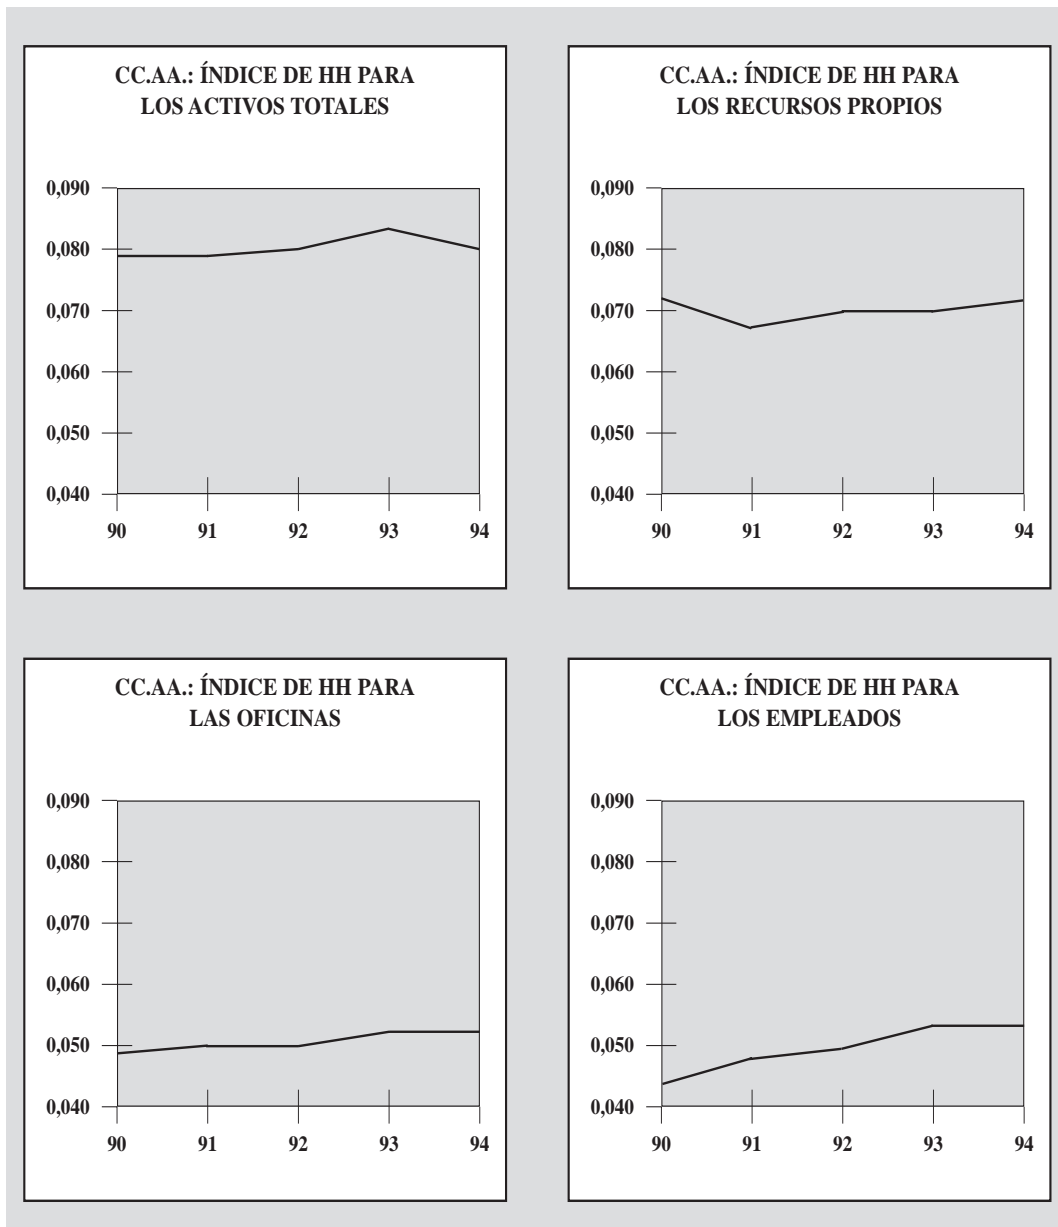 CC.AA.: ÍNDICE DE HH PARA
LOS ACTIVOS TOTALES
0,090
0,080
0,070
0,060
0,050
0,040
90 91 92 93 94
CC.AA.: ÍNDICE DE HH PARA
LOS RECURSOS PROPIOS
0,090
0,080
0,070
0,060
0,050
0,040
90 91 92 93 94
CC.AA.: ÍNDICE DE HH PARA
LAS OFICINAS
0,090
0,080
0,070
0,060
0,050
0,040
90 91 92 93 94
CC.AA.: ÍNDICE DE HH PARA
LOS EMPLEADOS
0,090
0,080
0,070
0,060
0,050
0,040
90 91 92 93 94